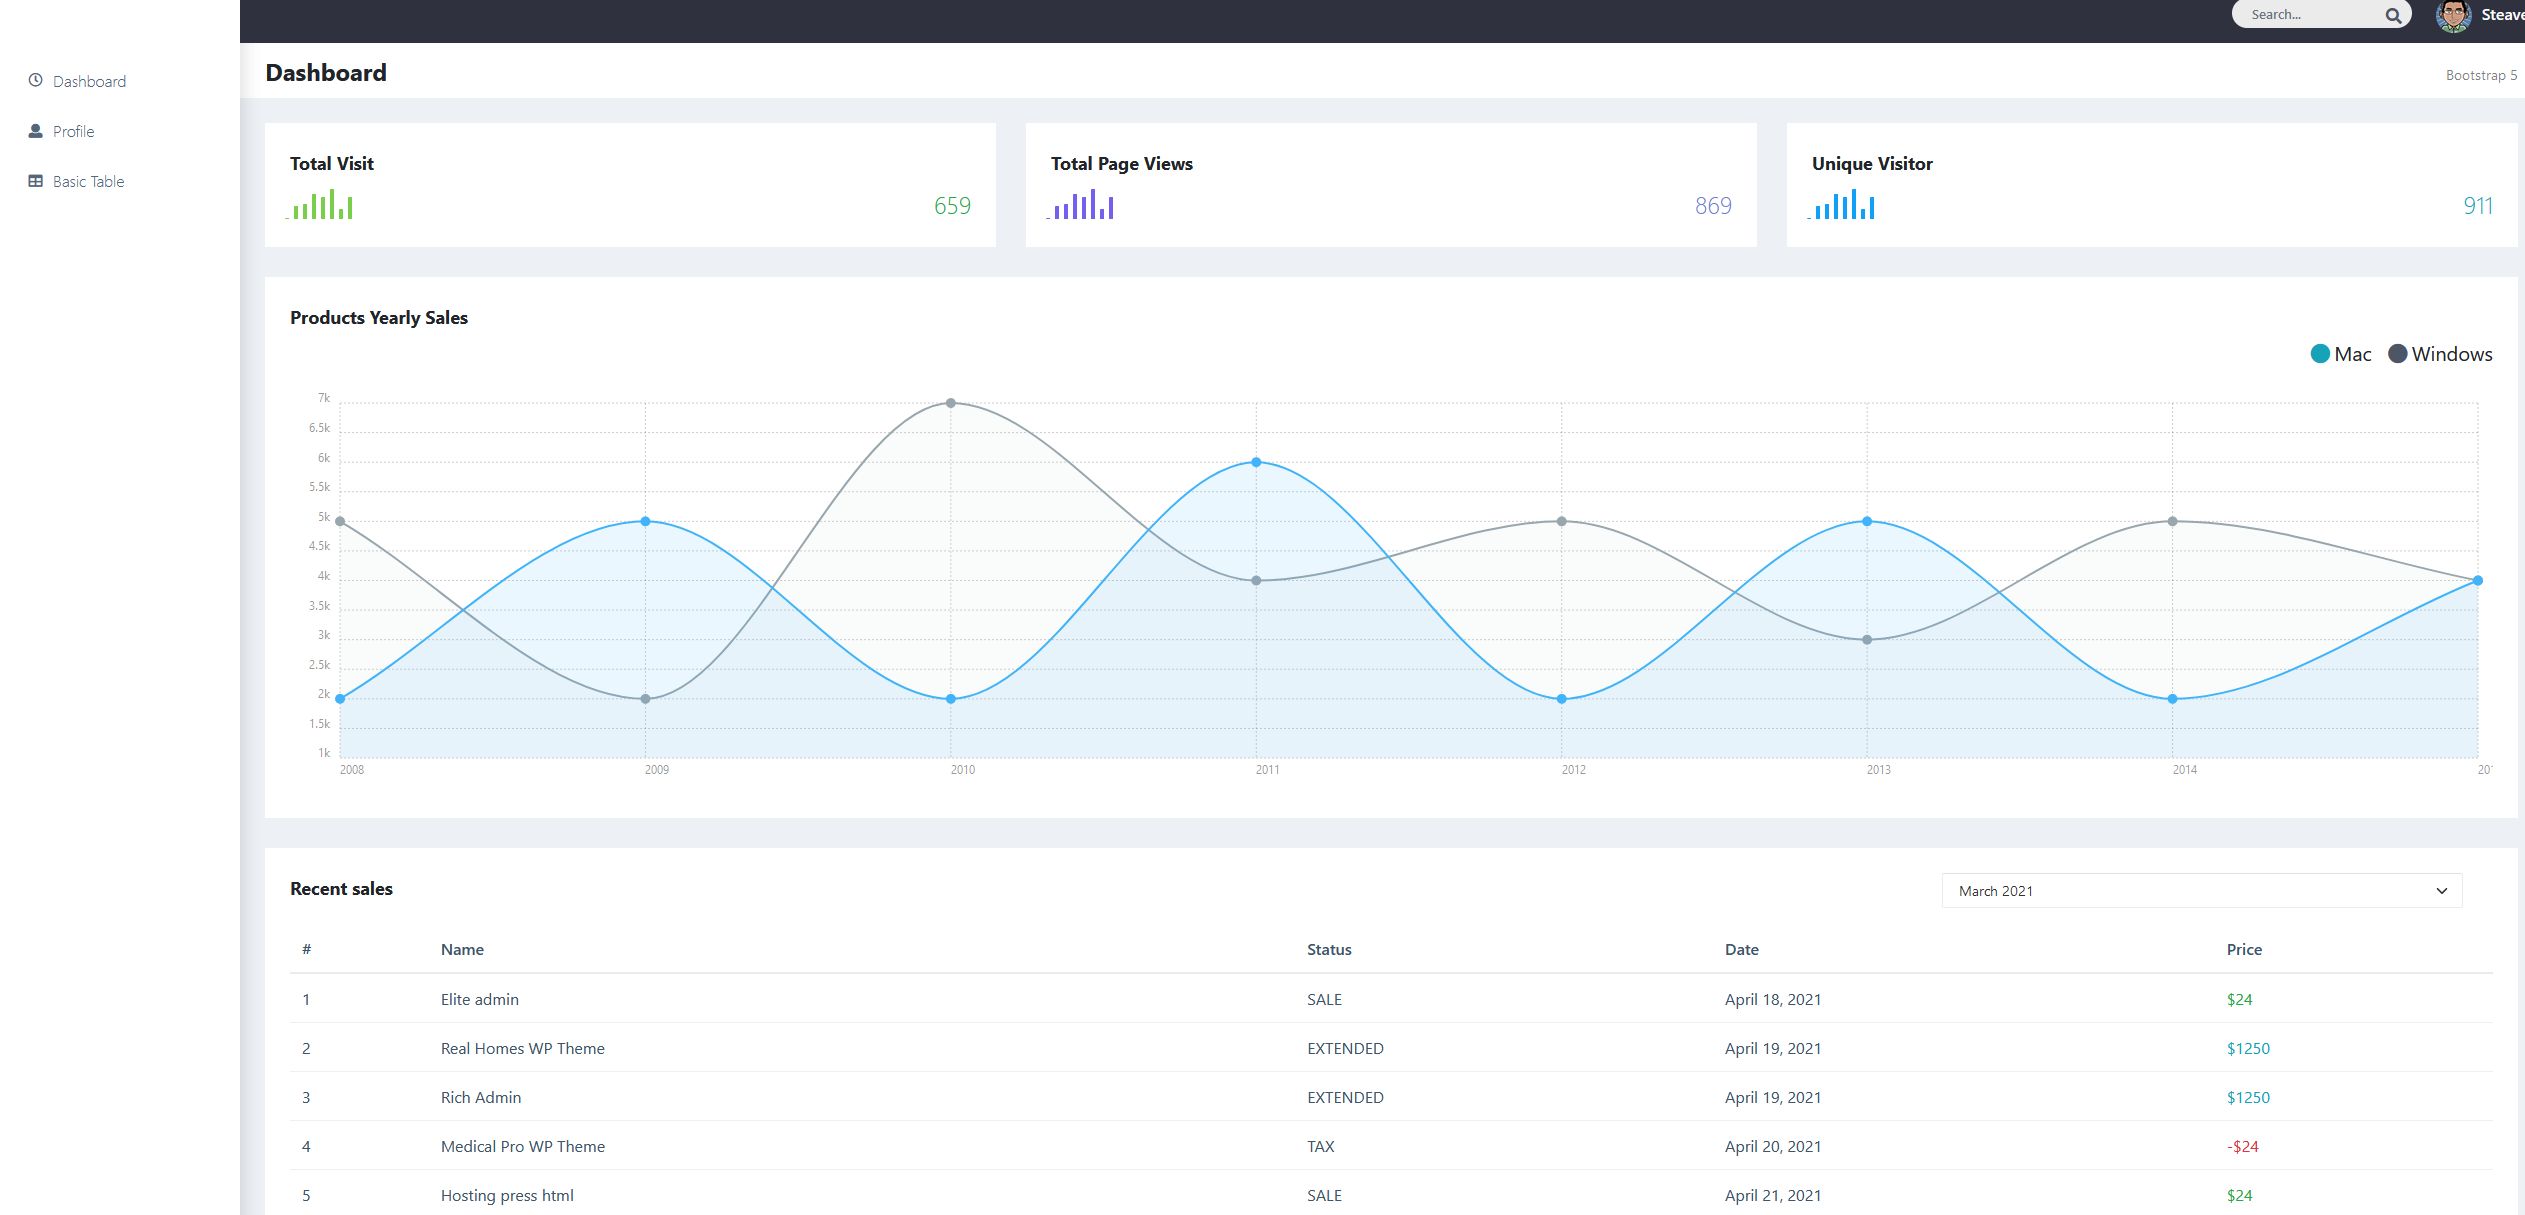 Search...
Dashboard
Bootstrap 5
Dashboard
Profile
Basic Table
Total Visit
659
Total Page Views
869
Unique Visitor
911
Products Yearly Sales
Mac Windows
7k
6.5k
6k
5.5k
5k
4.5k
4k
3.5k
3k
2.5k
2k
1.5k
1k
2008 2009 2010 2011 2012 2013 2014
Recent sales
March 2021
# Name Status Date Price
1 Elite admin SALE April 18, 2021 $24
2 Real Homes WP Theme EXTENDED April 19, 2021 $1250
3 Rich Admin EXTENDED April 19, 2021 $1250
4 Medical Pro WP Theme TAX April 20, 2021 -$24
5 Hosting press html SALE April 21, 2021 $24